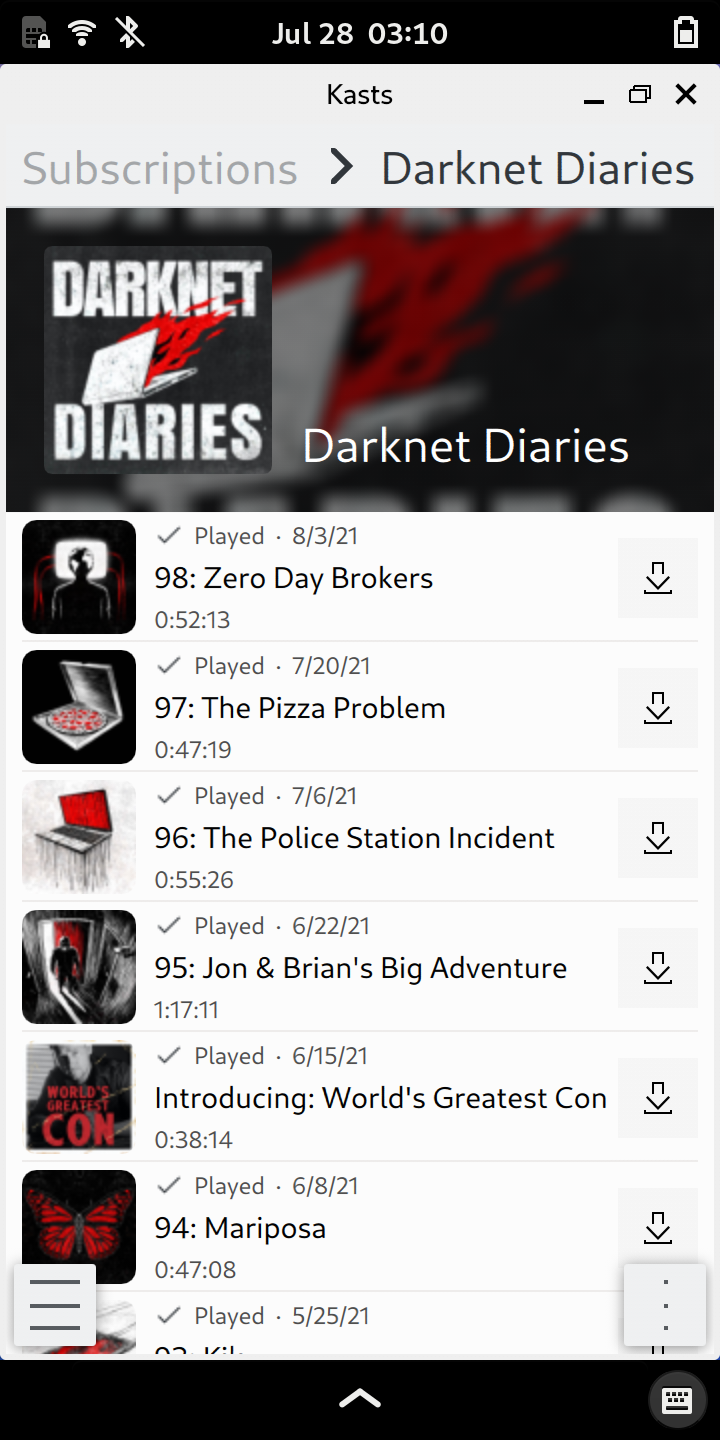 Jul 28 03:10
Kasts
Subscriptions
Darknet Diaries
DARKNET
DIARIES
Darknet Diaries
Played · 8/3/21
98: Zero Day Brokers
0:52:13
Played · 7/20/21
97: The Pizza Problem
0:47:19
Played · 7/6/21
96: The Police Station Incident
0:55:26
Played · 6/22/21
95: Jon & Brian's Big Adventure
1:17:11
WORLD'S
GREATEST
CON
Played · 6/15/21
Introducing: World's Greatest Con
0:38:14
Played · 6/8/21
94: Mariposa
0:47:08
Played · 5/25/21